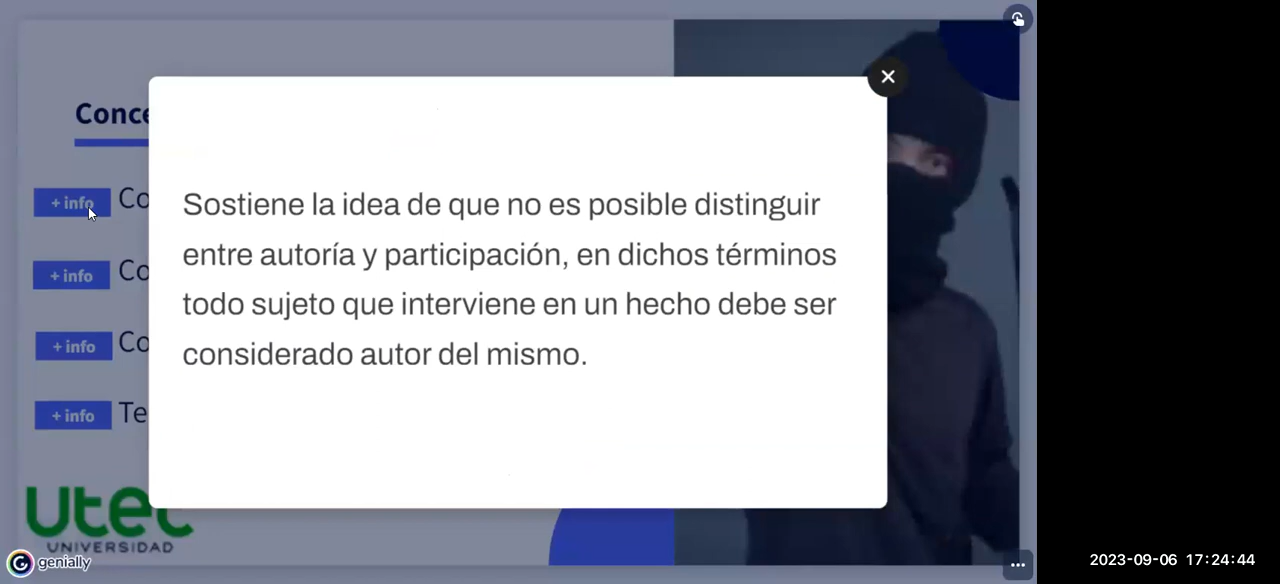 Conce
+ info Co
Sostiene la idea de que no es posible distinguir
entre autoría y participación, en dichos términos
todo sujeto que interviene en un hecho debe ser
considerado autor del mismo.
+ info Co
+ info Co
+ info Te
utec
UNIVERSIDAD
genially
2023-09-06 17:24:44